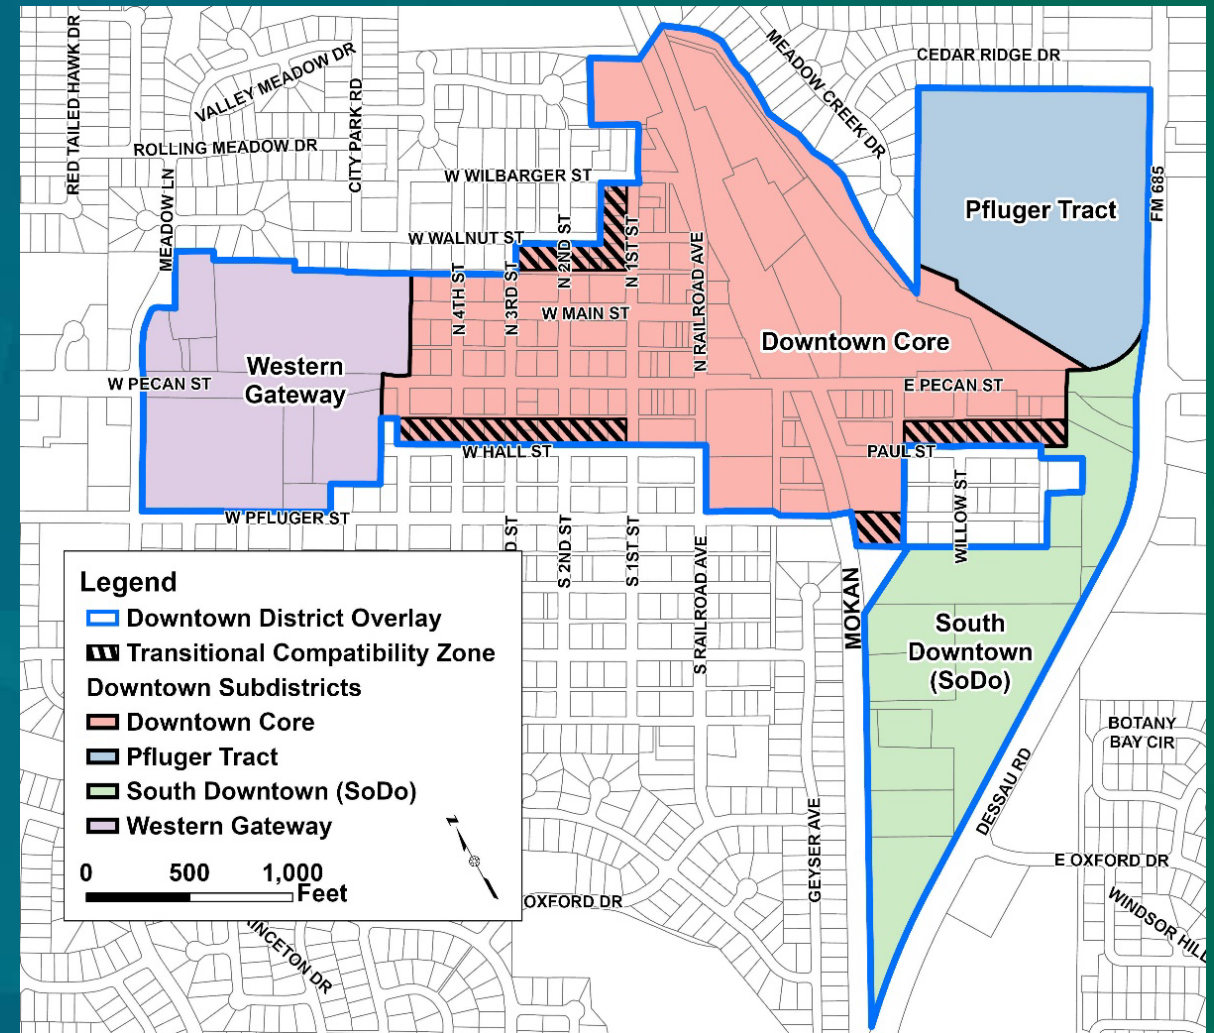 RED TAILED HAWK DR
VALLEY MEADOW DR
CITY PARK RD
ROLLING MEADOW DR
MEADOW LN
MEADOW CREEK DR
CEDAR RIDGE DR
FM 685
Pfluger Tract
W WILBARGER ST
W WALNUT ST
N 4TH ST
N 3RD ST
N 2ND ST
N 1ST ST
N RAILROAD AVE
W MAIN ST
Downtown Core
Western
Gateway
W PECAN ST
E PECAN ST
W HALL ST
PAUL ST
WILLOW ST
W PFLUGER ST
D ST
S 2ND ST
S 1ST ST
S RAILROAD AVE
MOKAN
South
Downtown
(SoDo)
Legend
Downtown District Overlay
Transitional Compatibility Zone
Downtown Subdistricts
Downtown Core
Pfluger Tract
South Downtown (SoDo)
Western Gateway
0 500 1,000
Feet
N
BOTANY
BAY CIR
DESSAU RD
GEYSER AVE
E OXFORD DR
OXFORD DR
WINDSOR HILL
INCETON DR